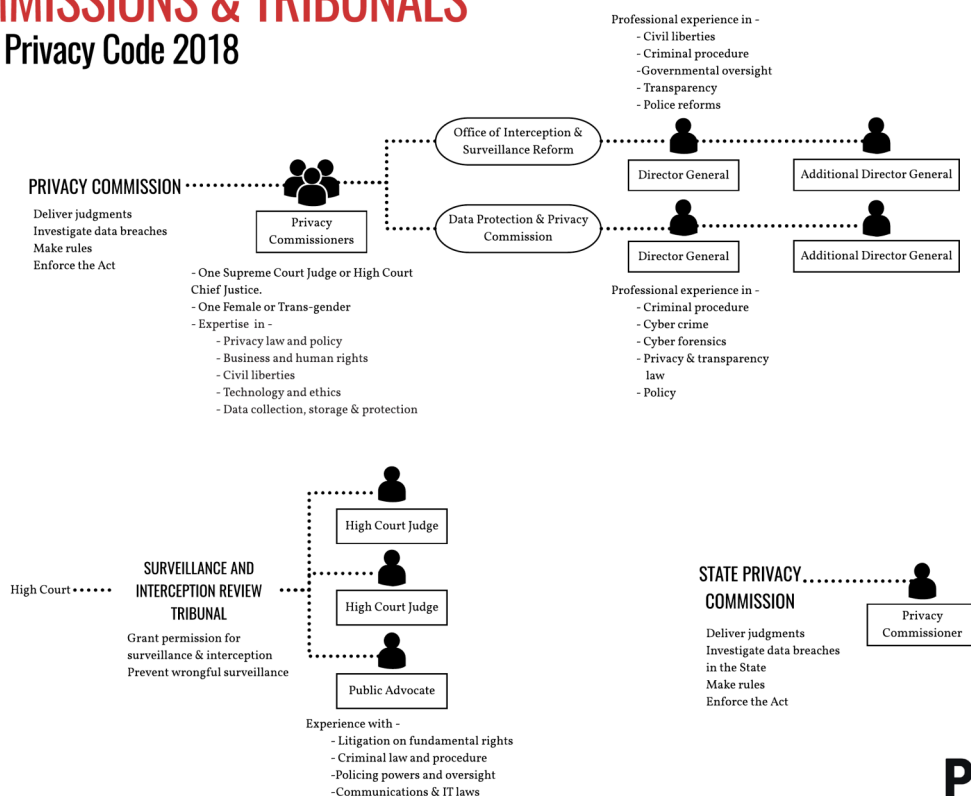 & TRIBUNALS
Privacy Code 2018
Professional experience in -
- Civil liberties
- Criminal procedure
-Governmental oversight
- Transparency
- Police reforms
Office of Interception &
Surveillance Reform
Director General
Additional Director General
PRIVACY COMMISSION
Deliver judgments
Investigate data breaches
Make rules
Enforce the Act
Privacy
Commissioners
- One Supreme Court Judge or High Court
Chief Justice.
- One Female or Trans-gender
- Expertise in -
- Privacy law and policy
- Business and human rights
- Civil liberties
- Technology and ethics
- Data collection, storage & protection
Data Protection & Privacy
Commission
Director General
Additional Director General
Professional experience in -
- Criminal procedure
- Cyber crime
- Cyber forensics
- Privacy & transparency
law
- Policy
High Court
SURVEILLANCE AND
INTERCEPTION REVIEW
TRIBUNAL
Grant permission for
surveillance & interception
Prevent wrongful surveillance
High Court Judge
High Court Judge
Public Advocate
Experience with -
- Litigation on fundamental rights
- Criminal law and procedure
-Policing powers and oversight
-Communications & IT laws
STATE PRIVACY
COMMISSION
Deliver judgments
Investigate data breaches
in the State
Make rules
Enforce the Act
Privacy
Commissioner